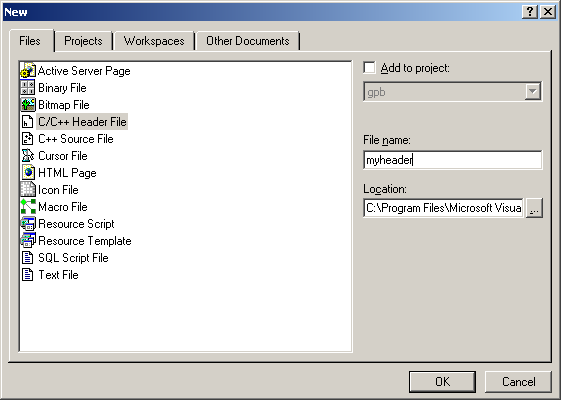 New
Files Projects Workspaces Other Documents
Active Server Page
Binary File
Bitmap File
C/C++ Header File
C++ Source File
Cursor File
HTML Page
Icon File
Macro File
Resource Script
Resource Template
SQL Script File
Text File
Add to project:
gpb
File name:
myheader
Location:
C:\Program Files\Microsoft Visua
...
OK Cancel